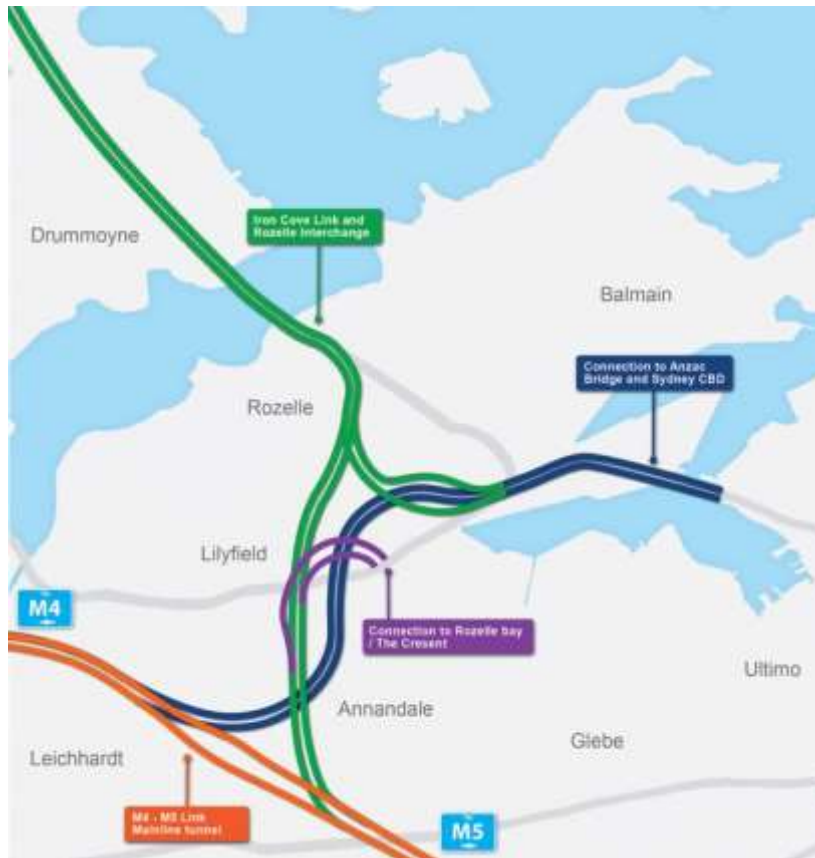 Drummoyne
Iron Cove Link and
Rozelle Interchange
Balmain
Connection to Anzac
Bridge and Sydney CBD
Rozelle
Lilyfield
M4
Connection to Rozelle bay
/ The Cresent
Ultimo
Annandale
Glebe
Leichhardt
M4 - M5 Link
Mainline tunnel
M5